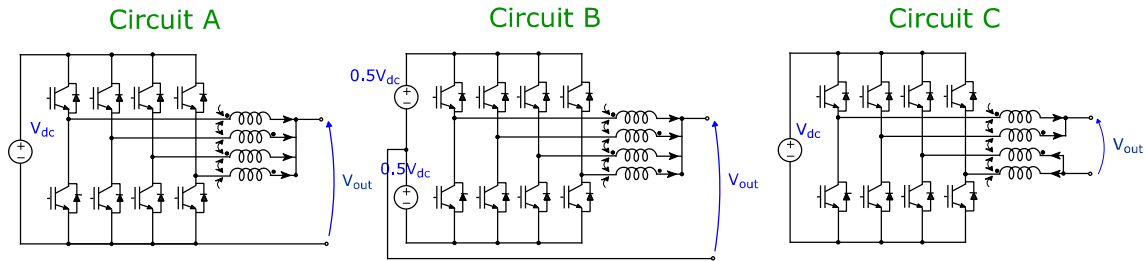 Circuit A
Circuit B
Circuit C
Vdc
Vout
0.5Vdc
0.5Vdc
Vout
Vdc
Vout